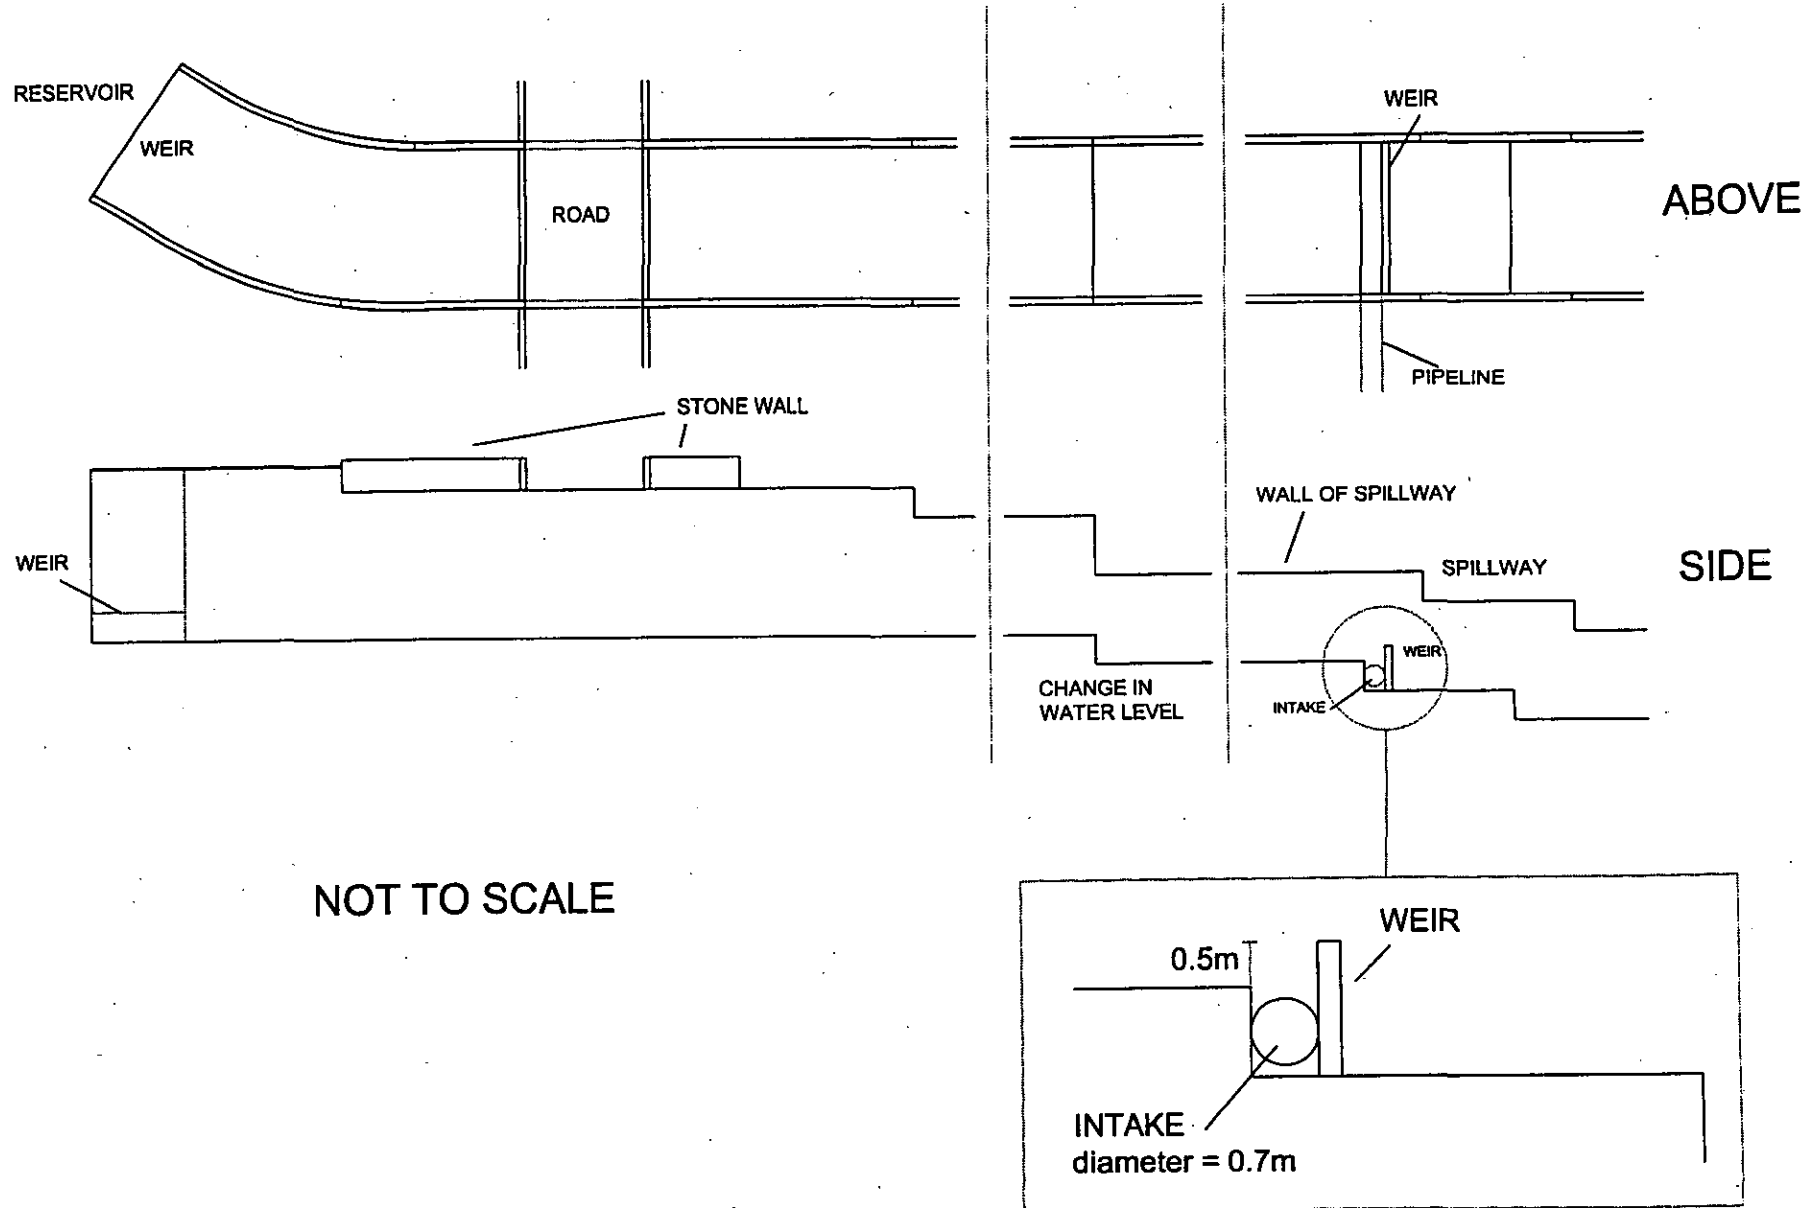 RESERVOIR
WEIR
WEIR
ROAD
ABOVE
PIPELINE
STONE WALL
WALL OF SPILLWAY
WEIR
SPILLWAY
SIDE
WEIR
INTAKE
CHANGE IN
WATER LEVEL
NOT TO SCALE
WEIR
0.5m
INTAKE
diameter = 0.7m